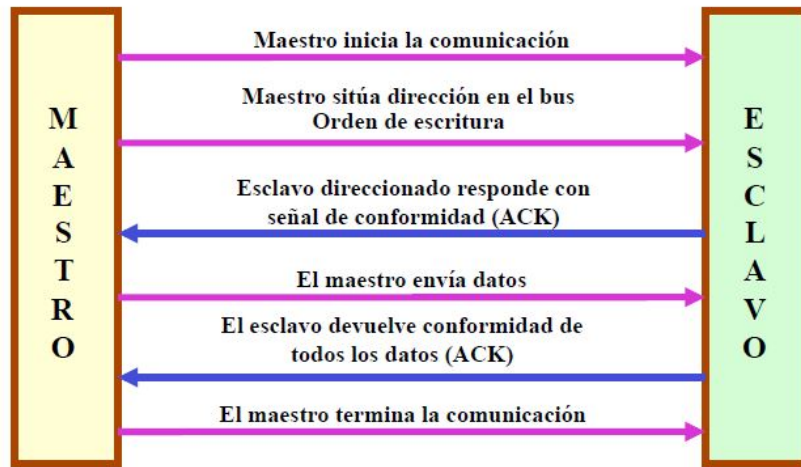 MAESTRO
Maestro inicia la comunicación
Maestro sitúa dirección en el bus
Orden de escritura
Esclavo direccionado responde con
señal de conformidad (ACK)
El maestro envía datos
El esclavo devuelve conformidad de
todos los datos (ACK)
El maestro termina la comunicación
ESCLAVO